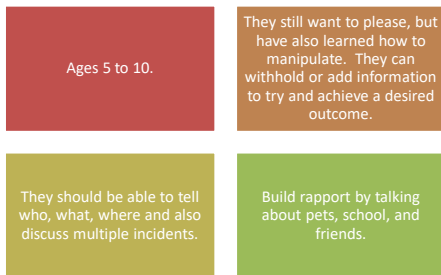 Ages 5 to 10.
They still want to please, but
have also learned how to
manipulate. They can
withhold or add information
to try and achieve a desired
outcome.
They should be able to tell
who, what, where and also
discuss multiple incidents.
Build rapport by talking
about pets, school, and
friends.